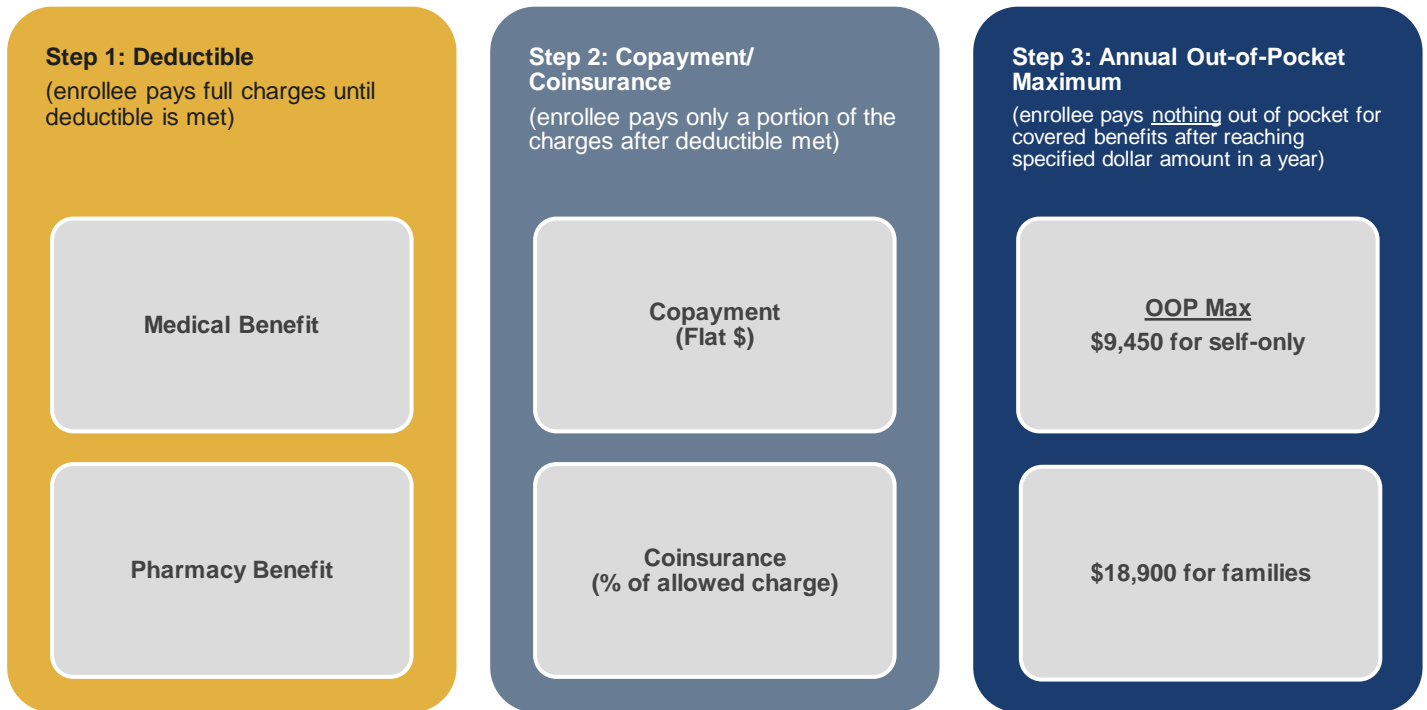 Step 1: Deductible
(enrollee pays full charges until
deductible is met)
Medical Benefit
Pharmacy Benefit
Step 2: Copayment/
Coinsurance
(enrollee pays only a portion of the
charges after deductible met)
Copayment
(Flat $)
Coinsurance
(% of allowed charge)
Step 3: Annual Out-of-Pocket
Maximum
(enrollee pays nothing out of pocket for
covered benefits after reaching
specified dollar amount in a year)
OOP Max
$9,450 for self-only
$18,900 for families